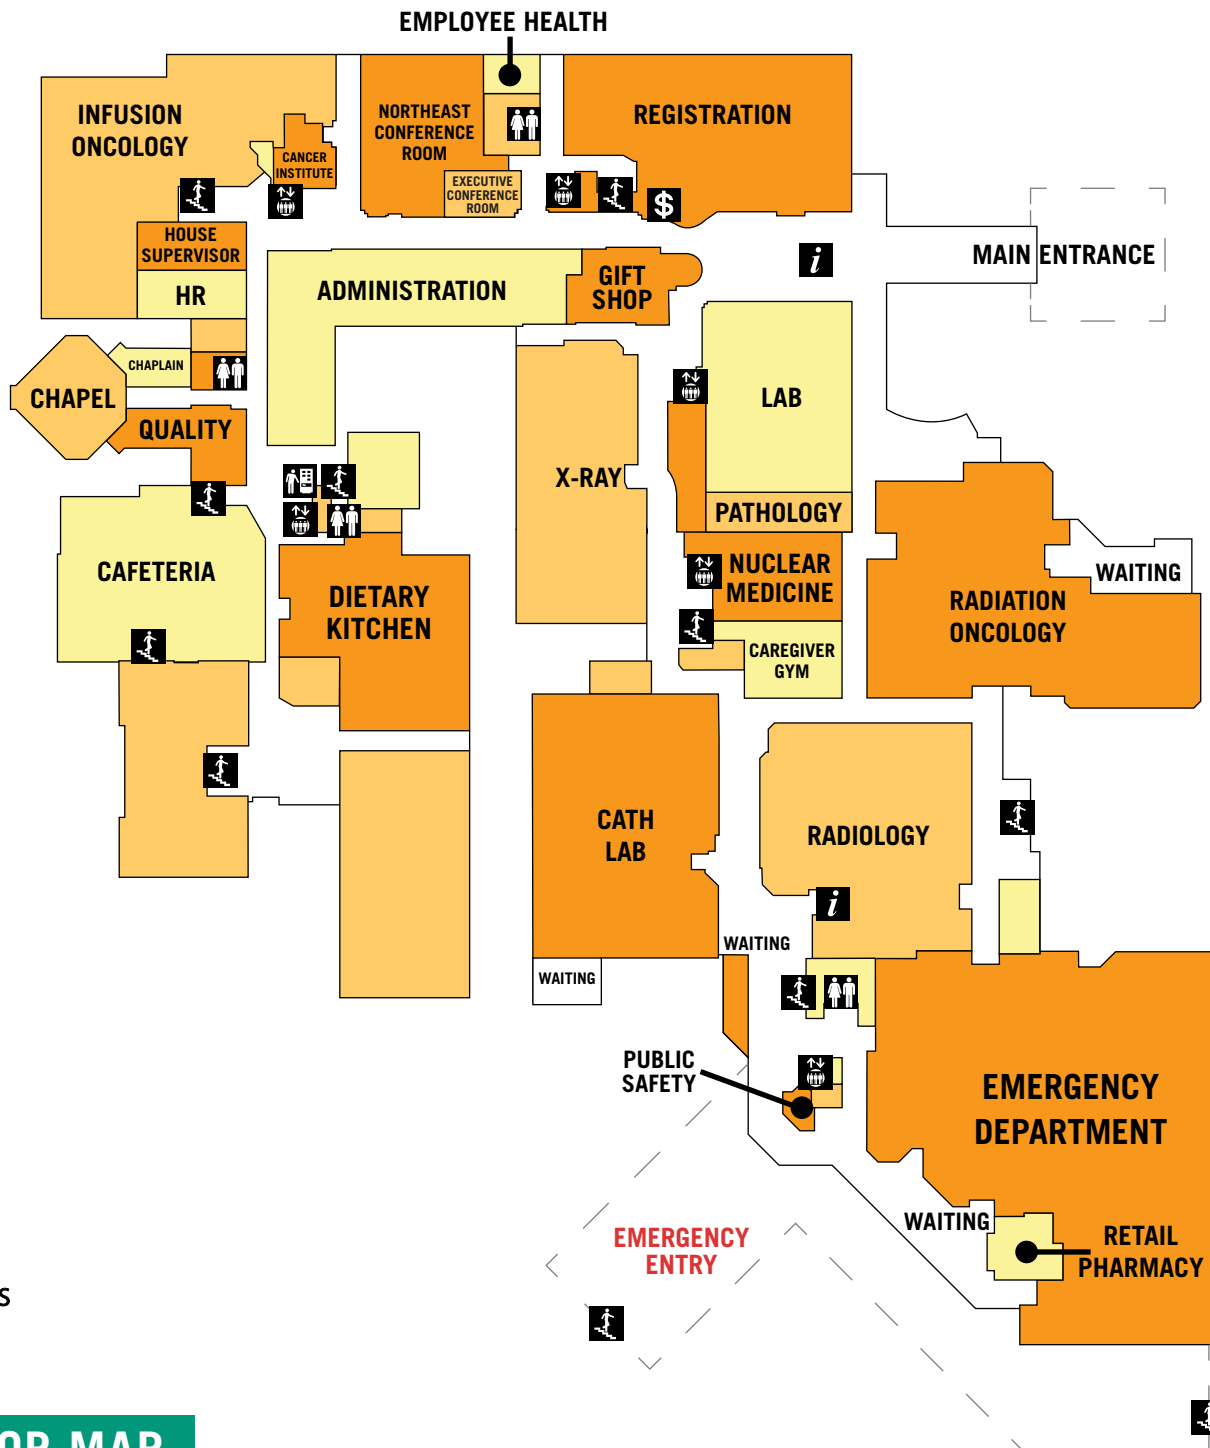 EMPLOYEE HEALTH
INFUSION
ONCOLOGY
NORTHEAST
CONFERENCE
ROOM
REGISTRATION
CANCER
INSTITUTE
EXECUTIVE
CONFERENCE
ROOM
$
HOUSE
SUPERVISOR
MAIN ENTRANCE
i
HR
ADMINISTRATION
GIFT
SHOP
CHAPLAIN
CHAPEL
LAB
QUALITY
X-RAY
PATHOLOGY
CAFETERIA
NUCLEAR
MEDICINE
WAITING
DIETARY
KITCHEN
RADIATION
ONCOLOGY
CAREGIVER
GYM
CATH
LAB
RADIOLOGY
i
WAITING
WAITING
PUBLIC
SAFETY
EMERGENCY
DEPARTMENT
WAITING
EMERGENCY
ENTRY
RETAIL
PHARMACY
S
OR MAP